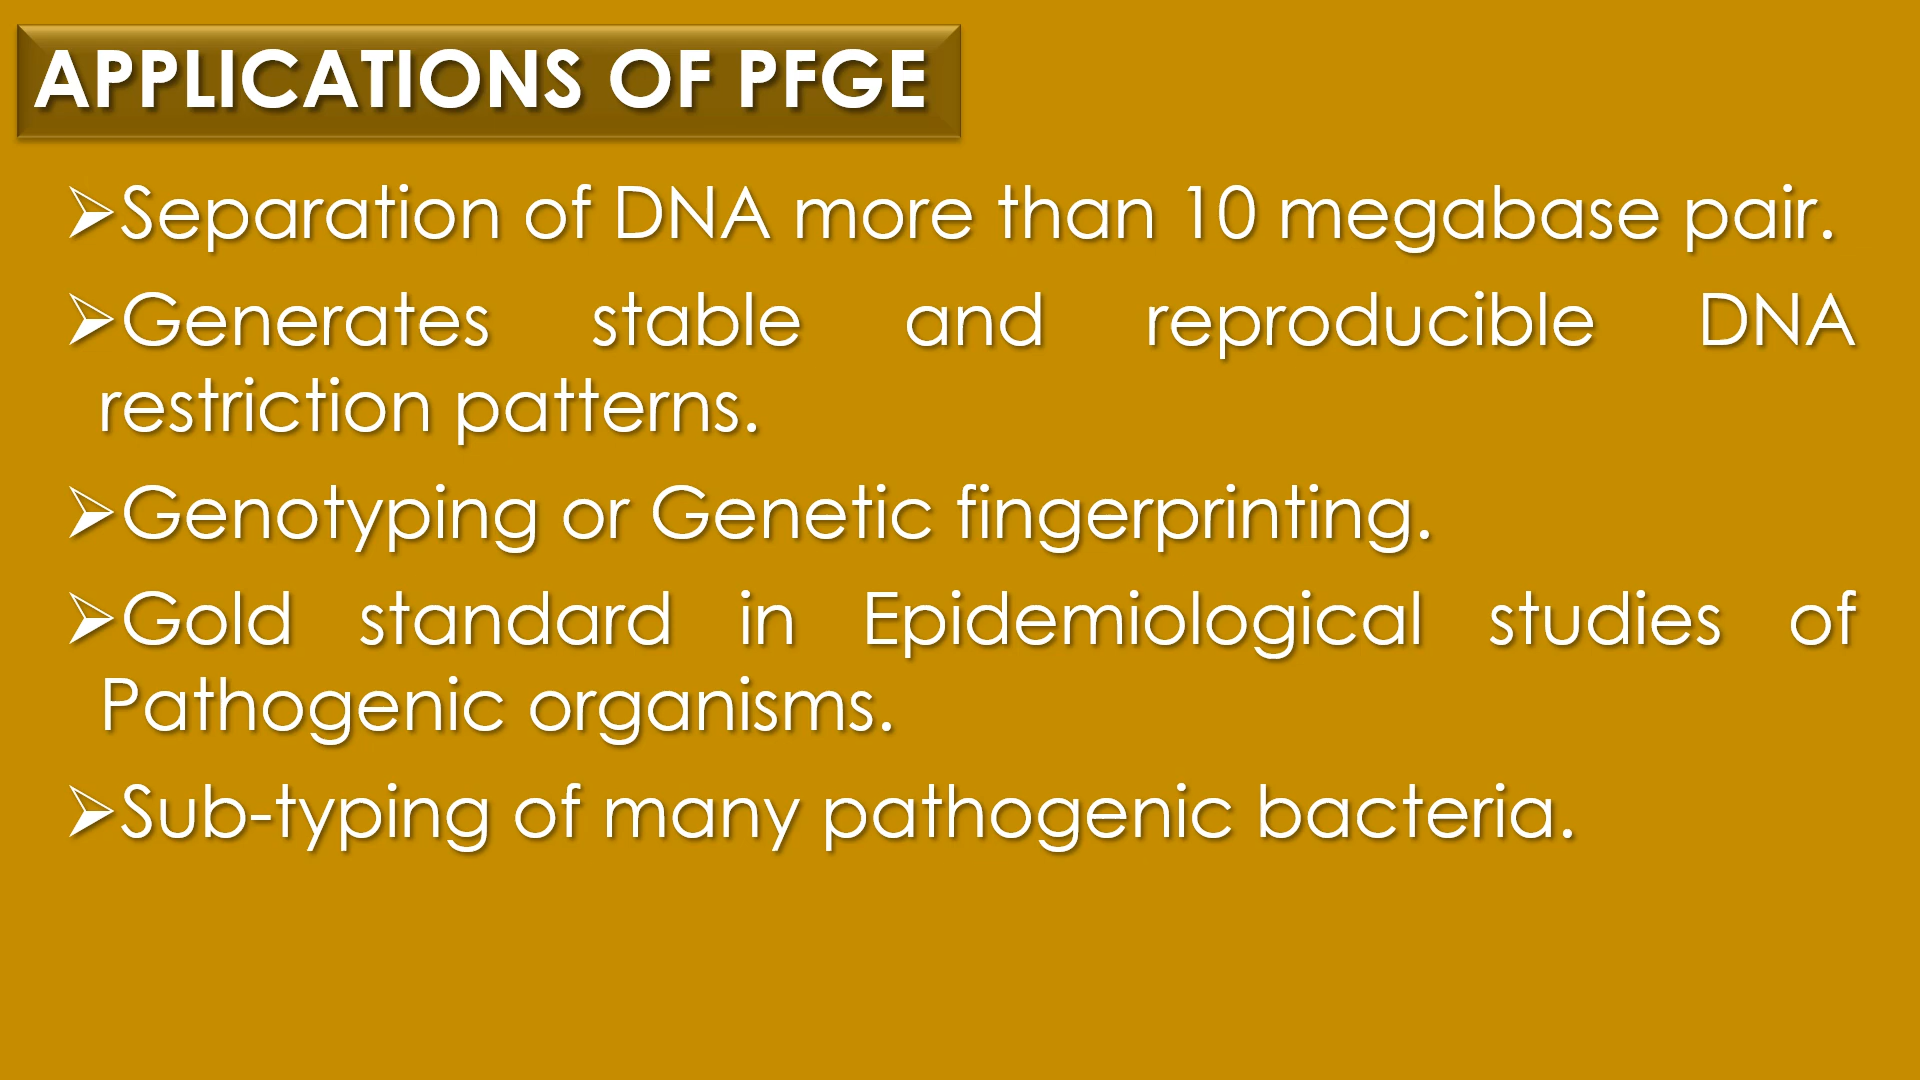 APPLICATIONS OF PFGE
➢Separation of DNA more than 10 megabase pair.
➢Generates stable and reproducible DNA
restriction patterns.
➢Genotyping or Genetic fingerprinting.
➢Gold standard in Epidemiological studies of
Pathogenic organisms.
➢Sub-typing of many pathogenic bacteria.